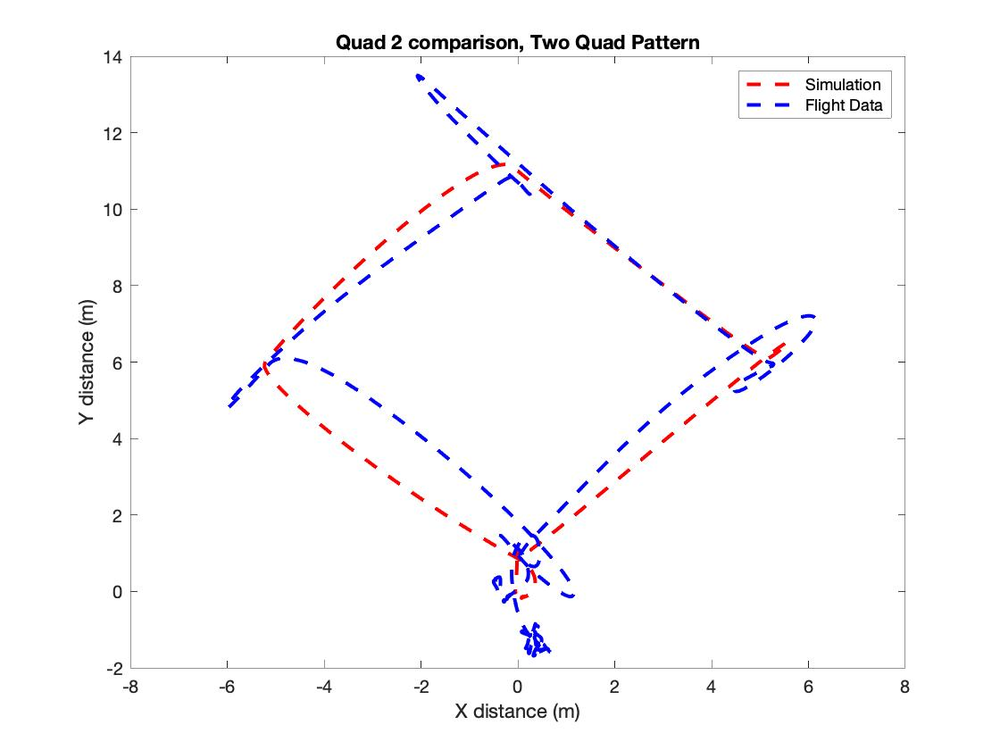 Quad 2 comparison, Two Quad Pattern
14
12
10
8
6
4
2
0
-2
Y distance (m)
Simulation
Flight Data
-8 -6 -4 -2 0 2 4 6 8
X distance (m)